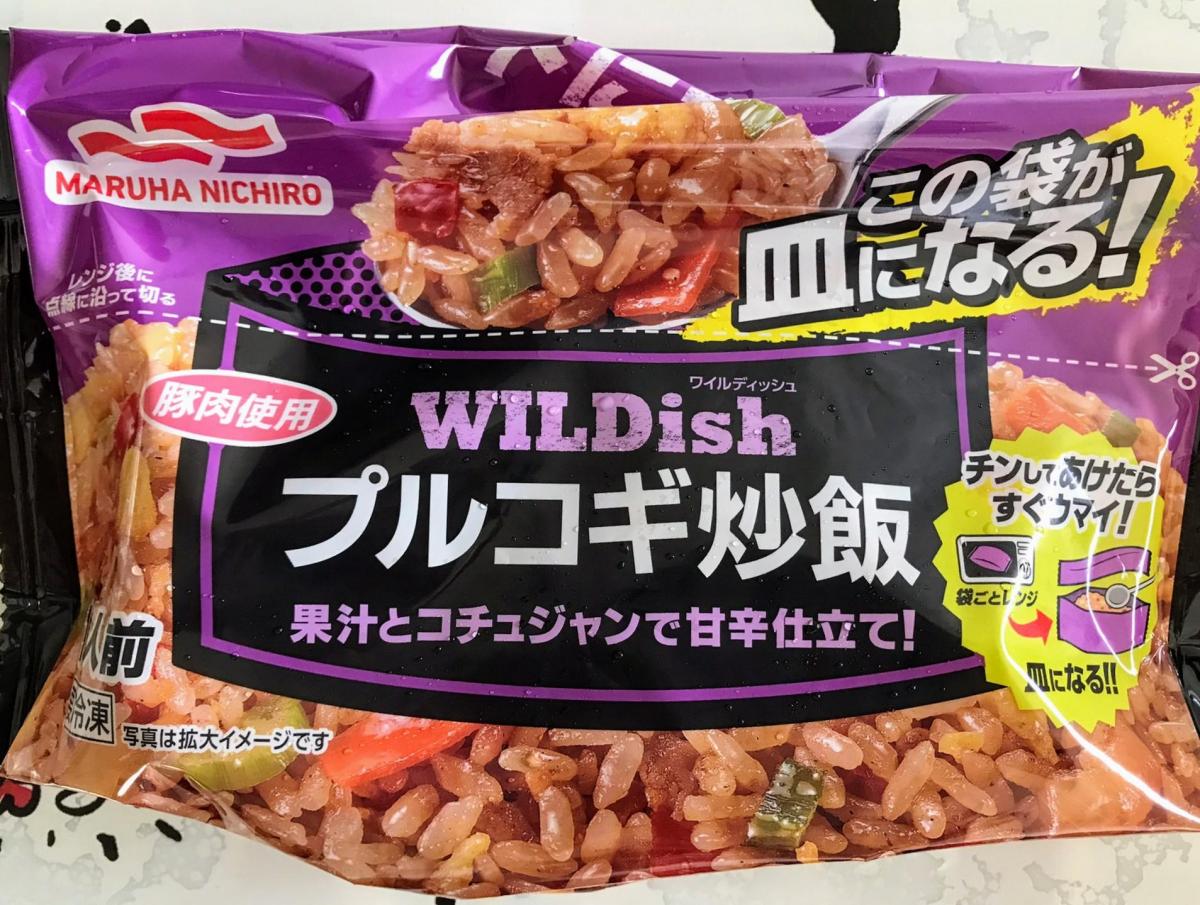 MARUHA NICHIRO
この袋が
皿になる!
レンジ後に
点線に沿って切る
豚肉使用
ワイルディッシュ
WILDish
プルコギ炒飯
果汁とコチュジャンで甘辛仕立て!
チンしてあけたら
すぐウマイ!
袋ごとレンジ
皿になる!!
人前
冷凍
写真は拡大イメージです